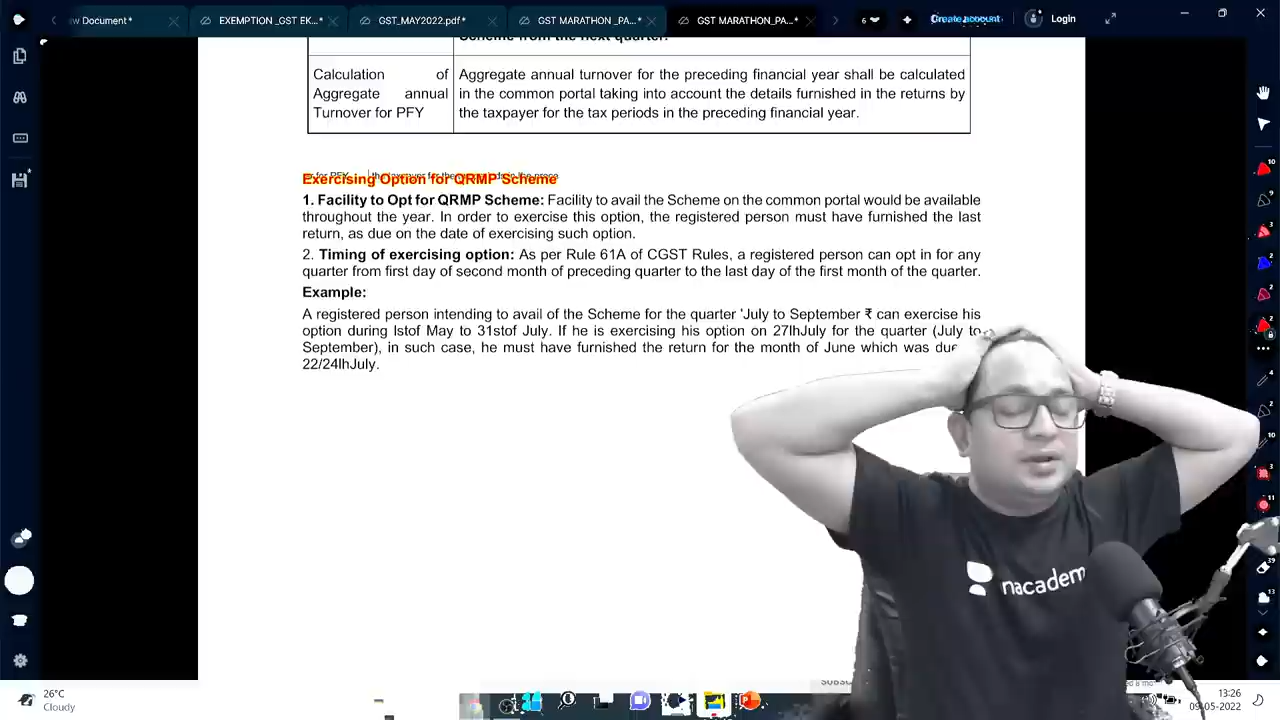 w Document*
EXEMPTION _GST EK...*
GST_MAY2022.pdf*
GST MARATHON _PA...*
GST MARATHON_PA...*
6
Create account
Login
Scheme from the next quarter.
Calculation of Aggregate annual Turnover for PFY
Aggregate annual turnover for the preceding financial year shall be calculated
in the common portal taking into account the details furnished in the returns by
the taxpayer for the tax periods in the preceding financial year.
Exercising Option for QRMP Scheme
1. Facility to Opt for QRMP Scheme: Facility to avail the Scheme on the common portal would be available
throughout the year. In order to exercise this option, the registered person must have furnished the last
return, as due on the date of exercising such option.
2. Timing of exercising option: As per Rule 61A of CGST Rules, a registered person can opt in for any
quarter from first day of second month of preceding quarter to the last day of the first month of the quarter.
Example:
A registered person intending to avail of the Scheme for the quarter 'July to September ₹ can exercise his
option during Istof May to 31stof July. If he is exercising his option on 27lhJuly for the quarter (July to
September), in such case, he must have furnished the return for the month of June which was due
22/24lhJuly.
nacadem
26°C
Cloudy
13:26
09-05-2022